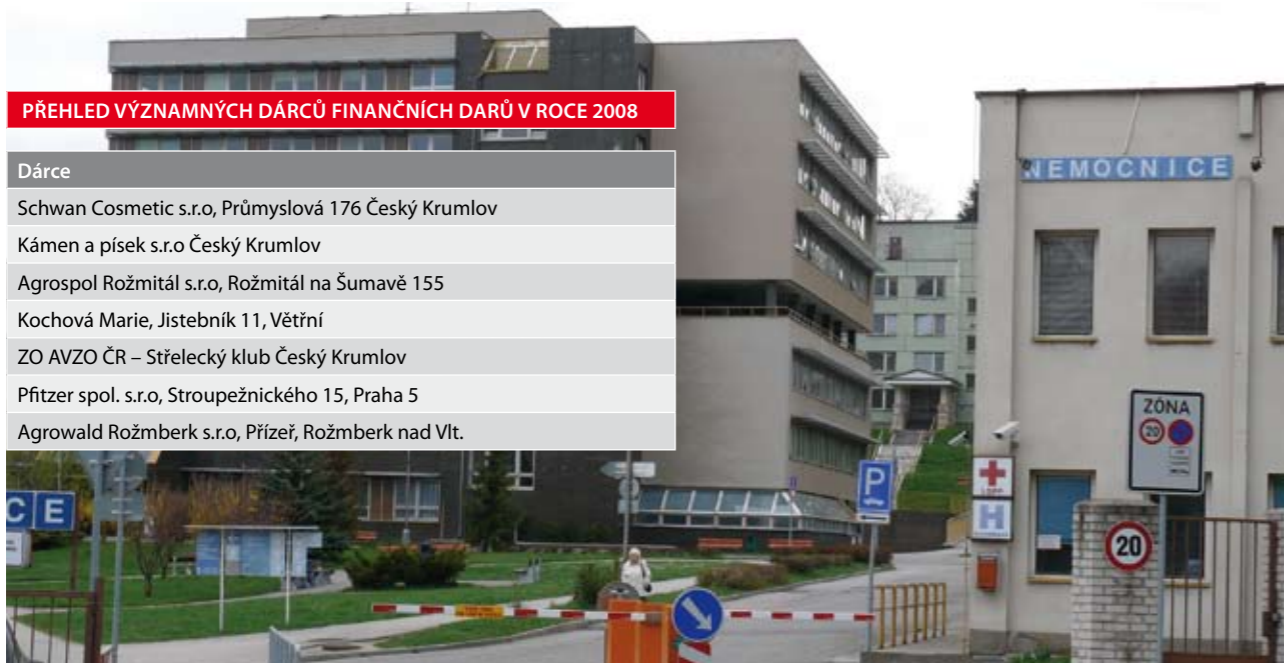 PŘEHLED VÝZNAMNÝCH DÁRCŮ FINANČNÍCH DARŮ V ROCE 2008
Dárce
Schwan Cosmetic s.r.o, Průmyslová 176 Český Krumlov
Kámen a písek s.r.o Český Krumlov
Agrospol Rožmitál s.r.o, Rožmitál na Šumavě 155
Kochová Marie, Jistebník 11, Větřní
ZO AVZO ČR – Střelecký klub Český Krumlov
Pfitzer spol. s.r.o, Stroupežnického 15, Praha 5
Agrowald Rožmberk s.r.o, Přízeř, Rožmberk nad Vlt.
NEMOCNICE
ZÓNA
20
P
H
CE
20